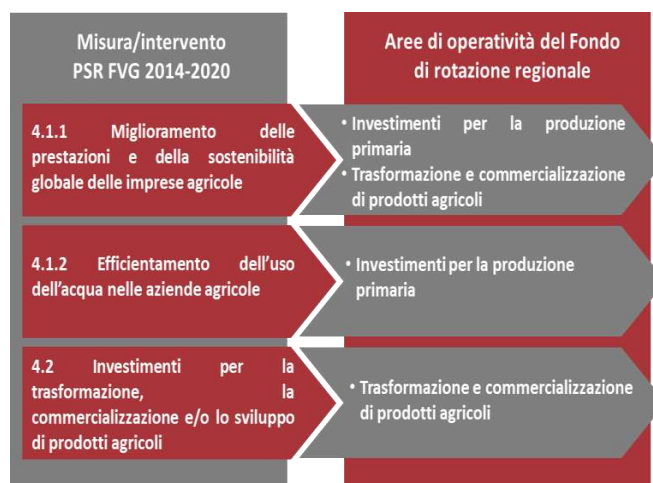 Misura/intervento
PSR FVG 2014-2020
Aree di operatività del Fondo
di rotazione regionale
4.1.1 Miglioramento delle
prestazioni e della sostenibilità
globale delle imprese agricole
• Investimenti per la produzione
primaria
• Trasformazione e commercializzazione
di prodotti agricoli
4.1.2 Efficientamento dell'uso
dell'acqua nelle aziende agricole
• Investimenti per la produzione
primaria
4.2 Investimenti per la
trasformazione, la
commercializzazione e/o lo sviluppo
di prodotti agricoli
• Trasformazione e commercializzazione
di prodotti agricoli